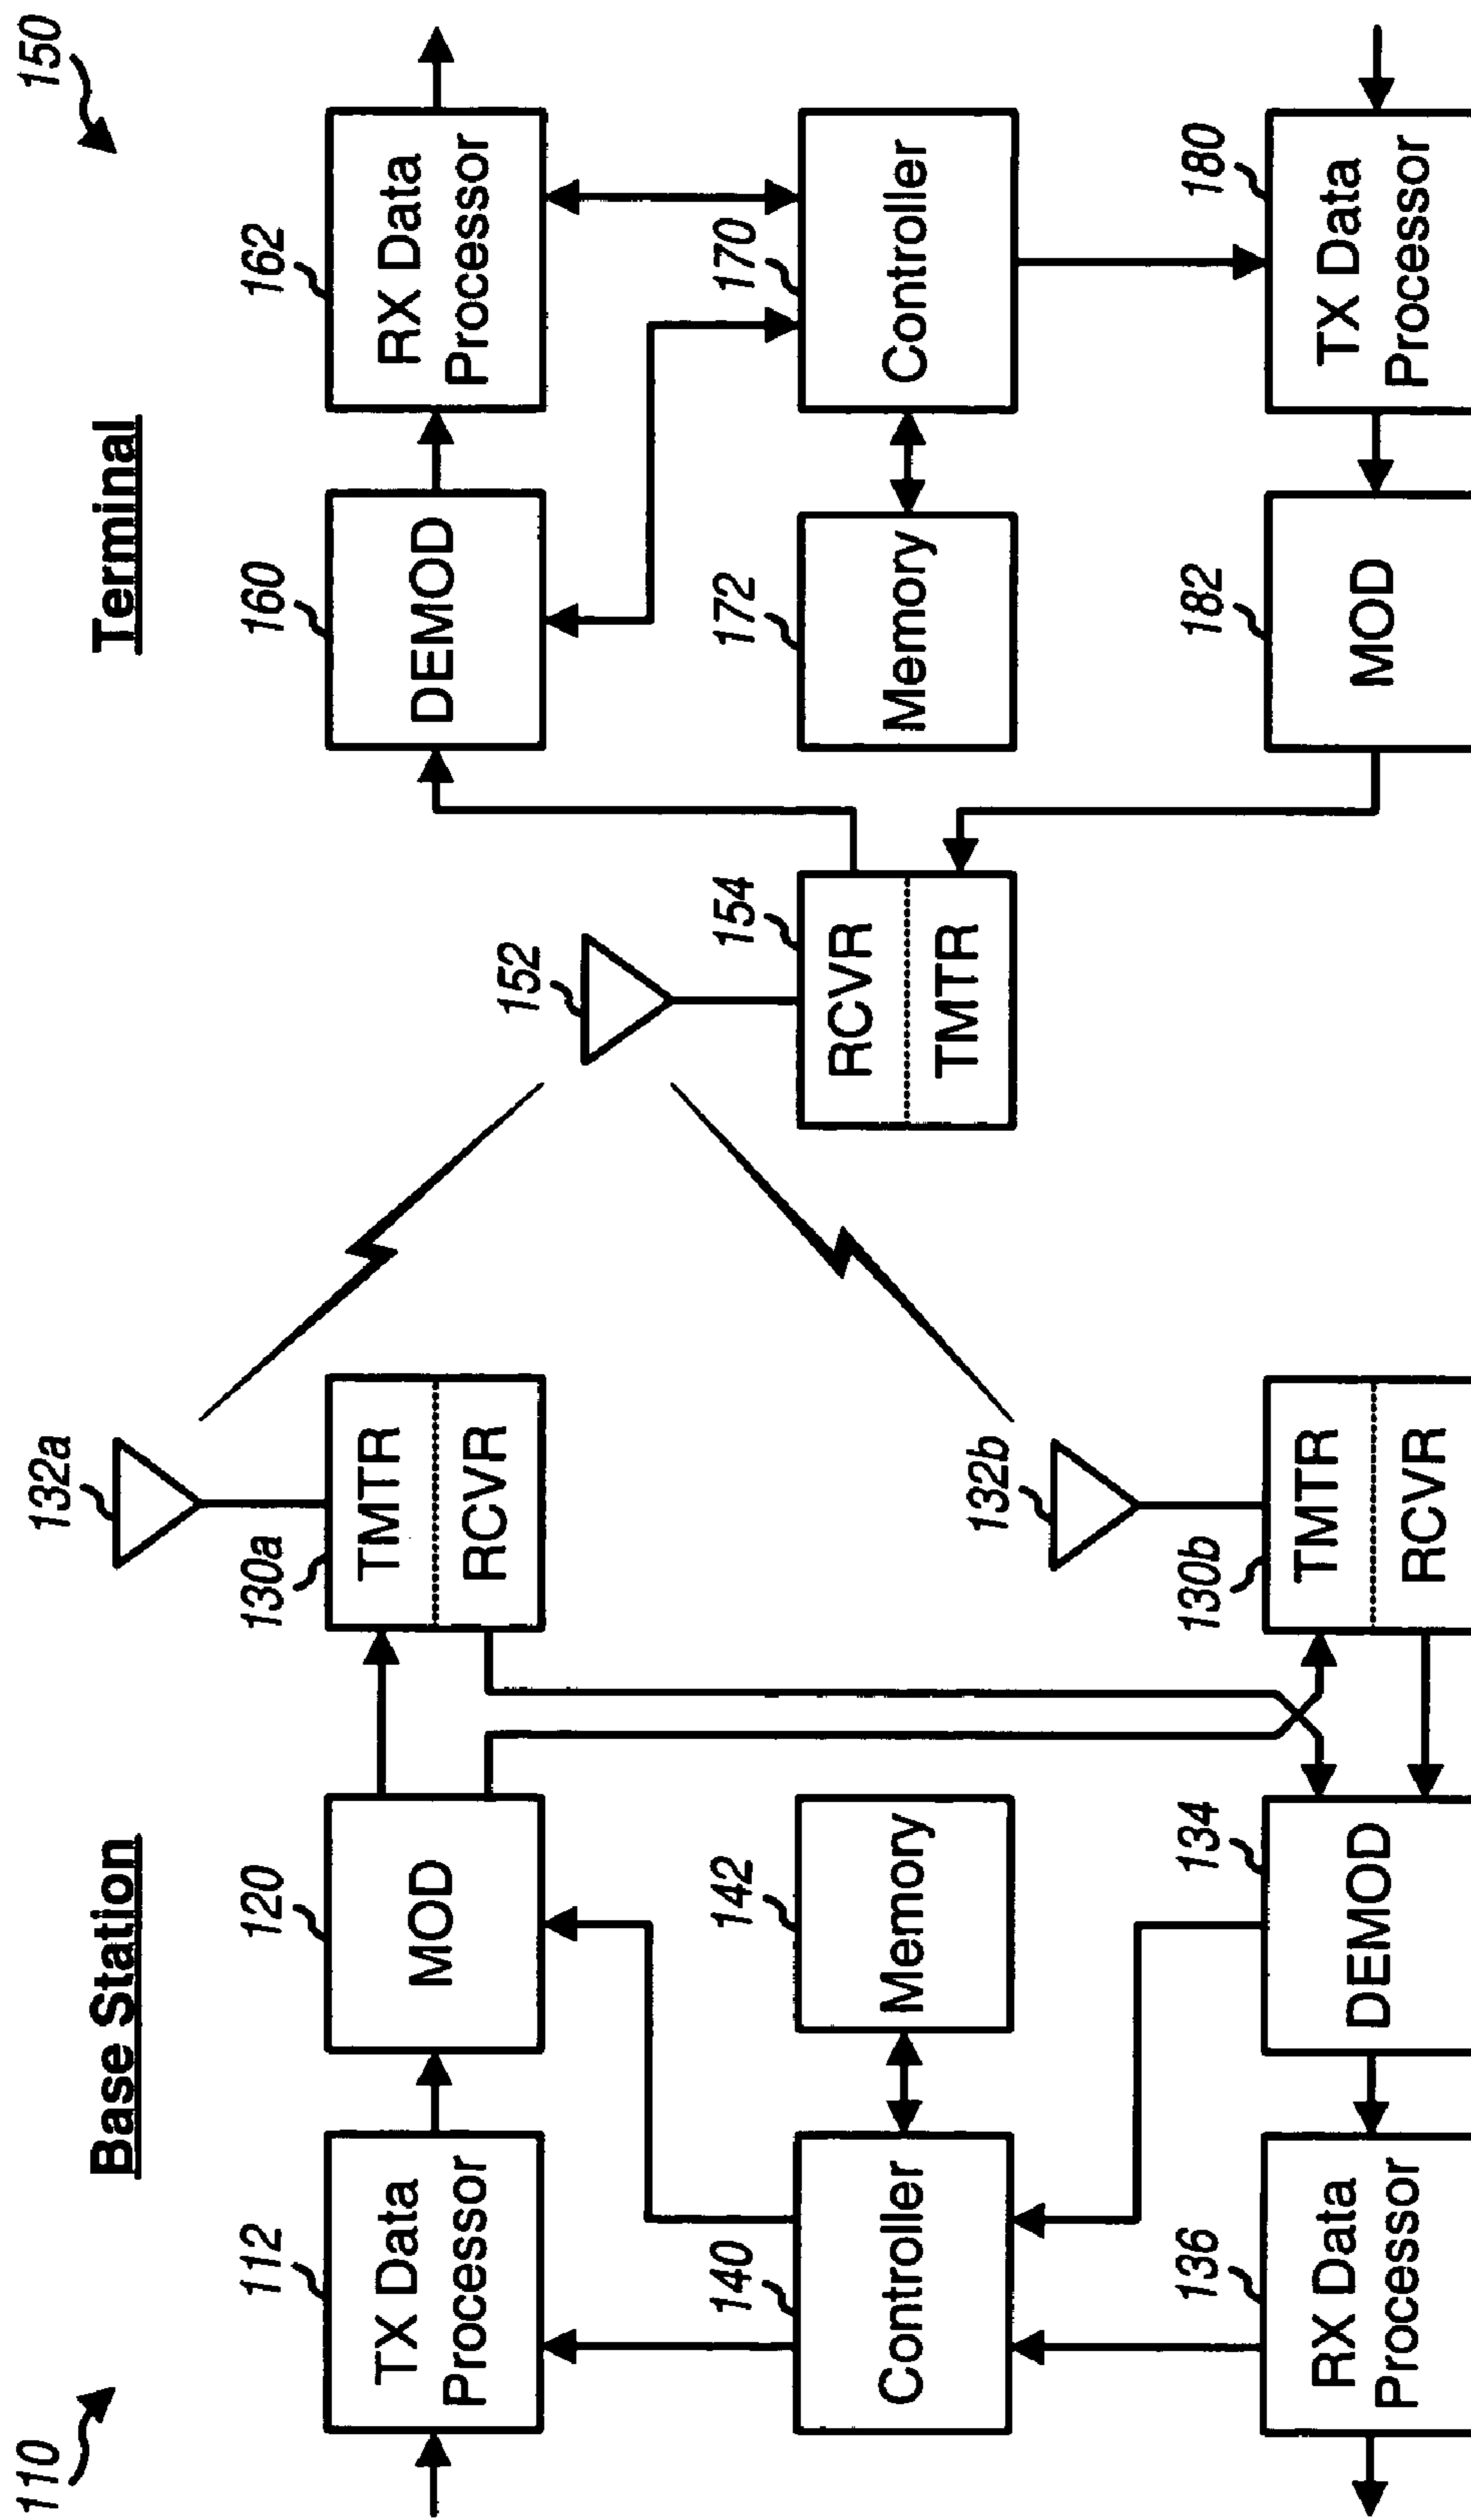 110
Base Station
Terminal
150
112
TX Data
Processor
120
MOD
130a
TMTR
RCVR
132a
152
154
RCVR
TMTR
160
DEMOD
162
RX Data
Processor
140
Controller
142
Memory
172
Memory
170
Controller
136
RX Data
Processor
134
DEMOD
130b
TMTR
RCVR
132b
182
MOD
180
TX Data
Processor